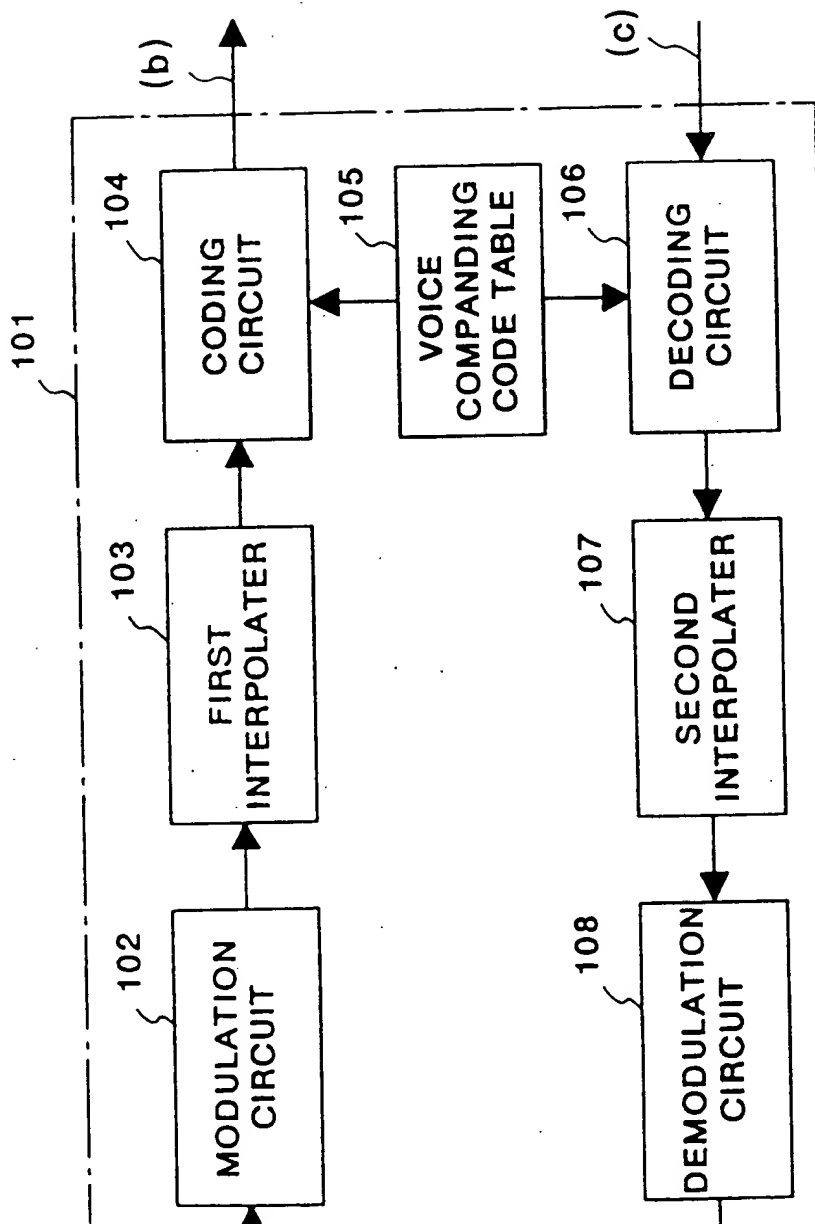 101
102
MODULATION
CIRCUIT
103
FIRST
INTERPOLATER
104
CODING
CIRCUIT
(b)
105
VOICE
COMPANDING
CODE TABLE
106
DECODING
CIRCUIT
(c)
107
SECOND
INTERPOLATER
108
DEMODULATION
CIRCUIT